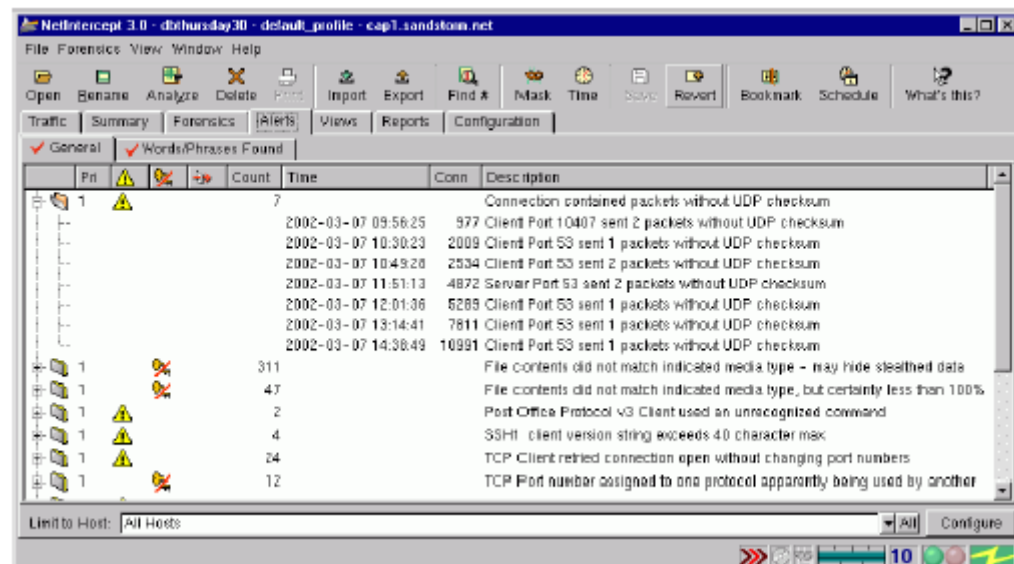 NetIntercept 3.0 - dbthursday30 - default_profile - cap1.sandstorm.net
File Forensics View Window Help
Open Rename Analyze Delete Print Import Export Find # Mask Time Save Revert Bookmark Schedule What's this?
Traffic Summary Forensics Alerts Views Reports Configuration
General Words/Phrases Found
Pri Count Time Conn Description
1 7 Connection contained packets without UDP checksum
2002-03-07 09:56:25 977 Client Port 10407 sent 2 packets without UDP checksum
2002-03-07 10:30:23 2009 Client Port 53 sent 1 packets without UDP checksum
2002-03-07 10:49:28 2534 Client Port 53 sent 2 packets without UDP checksum
2002-03-07 11:51:13 4872 Server Port 53 sent 2 packets without UDP checksum
2002-03-07 12:01:36 5289 Client Port 53 sent 1 packets without UDP checksum
2002-03-07 13:14:41 7811 Client Port 53 sent 1 packets without UDP checksum
2002-03-07 14:38:49 10991 Client Port 53 sent 1 packets without UDP checksum
1 311 File contents did not match indicated media type - may hide stealthed data
1 47 File contents did not match indicated media type, but certainty less than 100%
1 2 Post Office Protocol v3 Client used an unrecognized command
1 4 SSH1 client version string exceeds 40 character max
1 24 TCP Client retried connection open without changing port numbers
1 12 TCP Port number assigned to one protocol apparently being used by another
Limit to Host: All Hosts All Configure
10